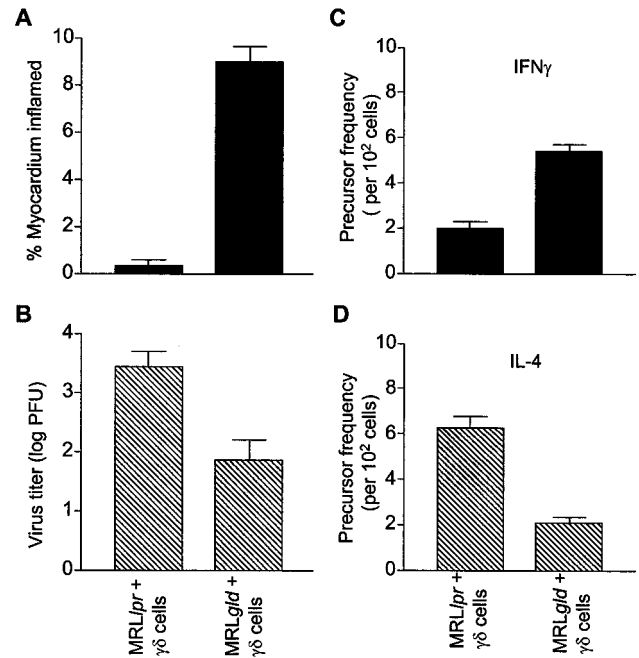 A
% Myocardium inflamed
10
8
6
4
2
0
B
Virus titer (log PFU)
4
3
2
1
0
MRLlpr +
γδ cells
MRLgld +
γδ cells
C
IFNγ
Precursor frequency
( per 10² cells)
10
8
6
4
2
0
D
IL-4
Precursor frequency
(per 10² cells)
10
8
6
4
2
0
MRLlpr +
γδ cells
MRLgld +
γδ cells